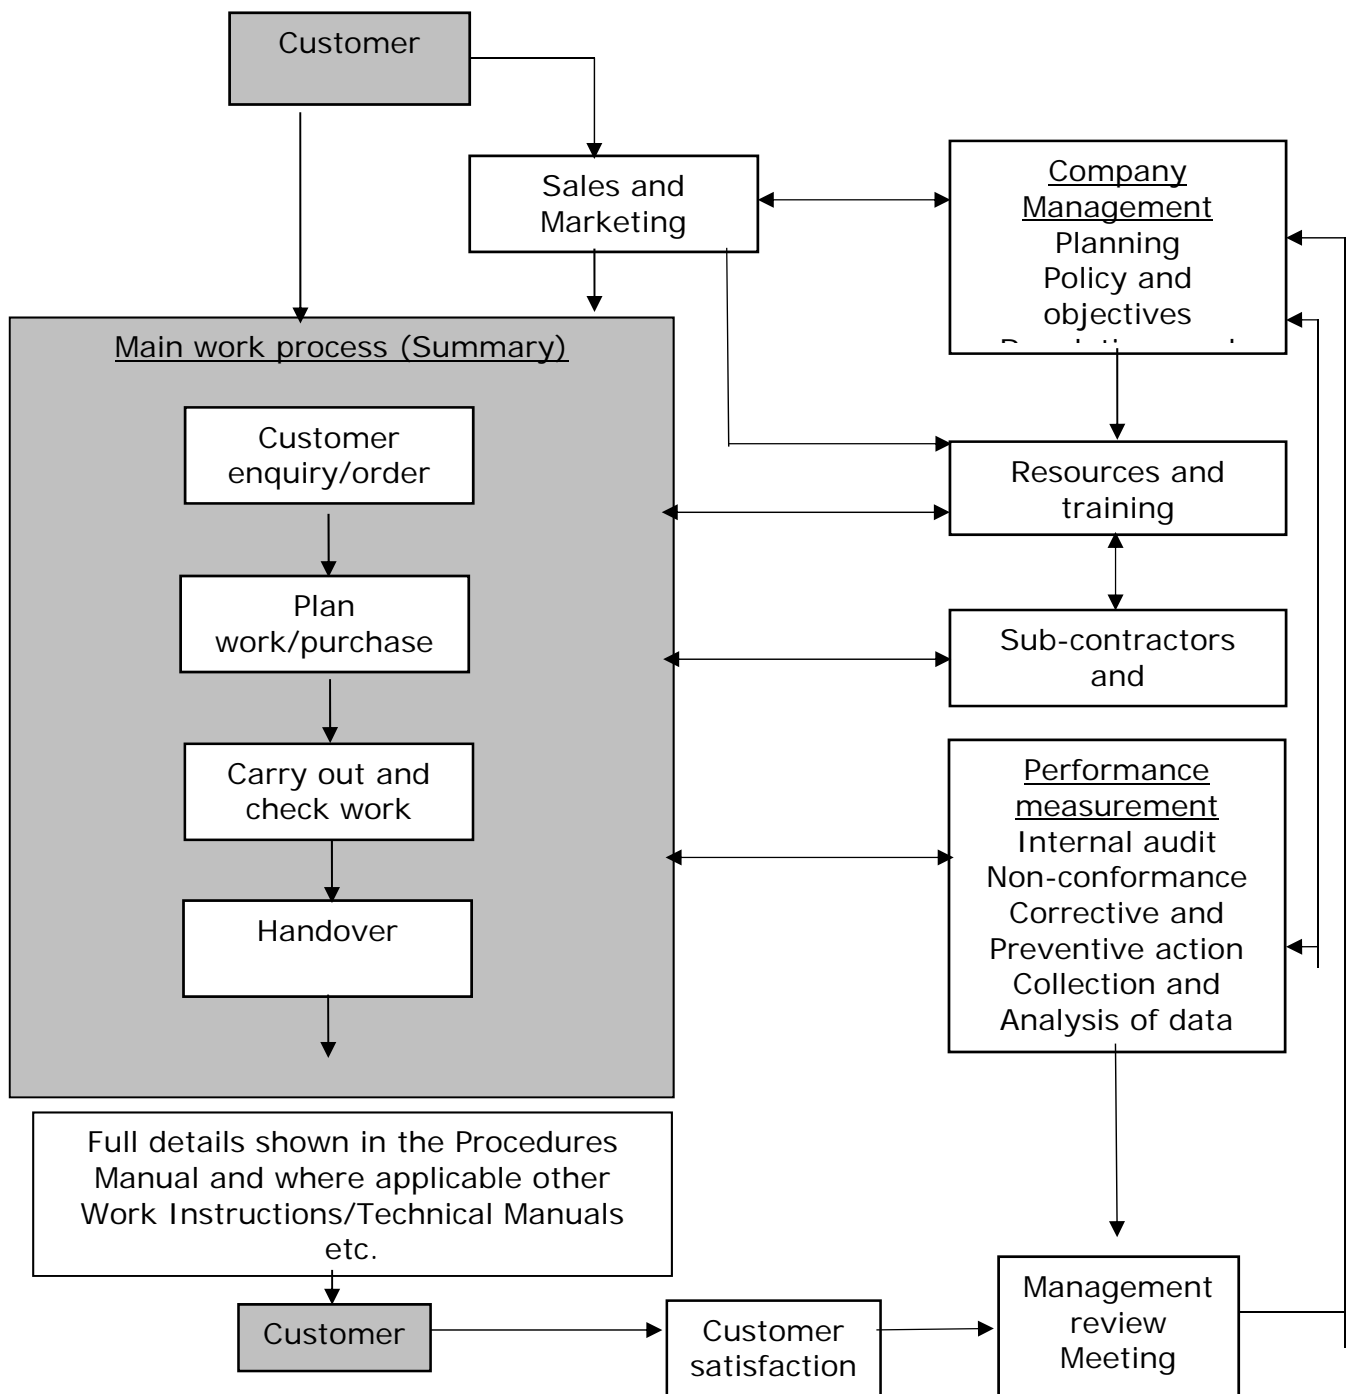 Customer
Sales and
Marketing
Company
Management
Planning
Policy and
objectives
Main work process (Summary)
Customer
enquiry/order
Resources and
training
Plan
work/purchase
Sub-contractors
and
Carry out and
check work
Performance
measurement
Internal audit
Non-conformance
Corrective and
Preventive action
Collection and
Analysis of data
Handover
Full details shown in the Procedures
Manual and where applicable other
Work Instructions/Technical Manuals
etc.
Customer
Customer
satisfaction
Management
review
Meeting